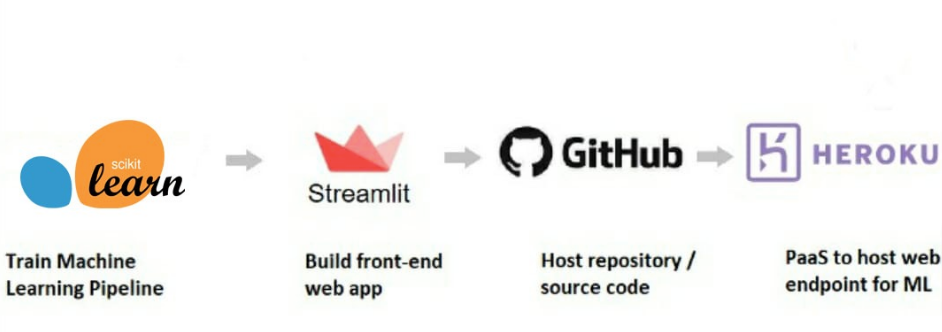 scikit
learn
Streamlit
GitHub
HEROKU
Train Machine
Learning Pipeline
Build front-end
web app
Host repository /
source code
PaaS to host web
endpoint for ML